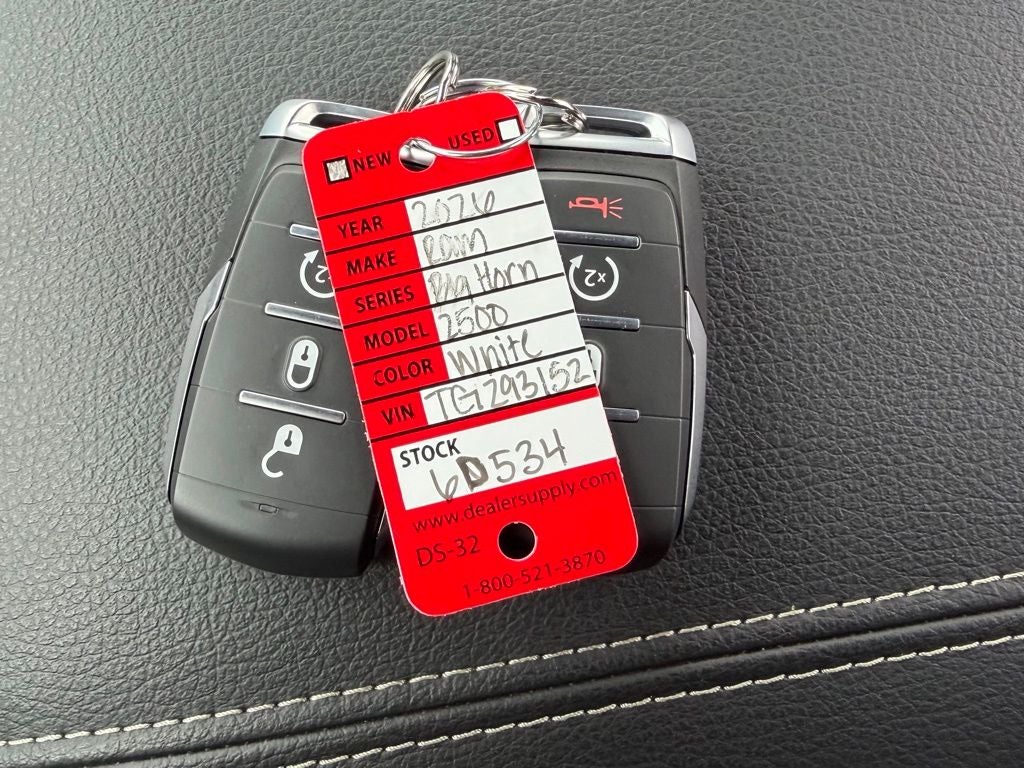 NEW USED
YEAR 2026
MAKE Ram
SERIES Big Horn
MODEL 2500
COLOR White
VIN TG293152
STOCK
6D534
www.dealersupply.com
DS-32
1-800-521-3870
2x